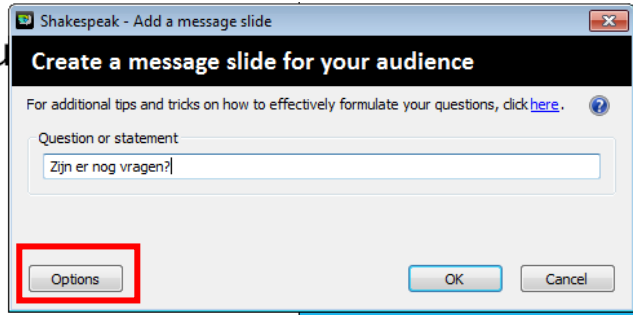 Shakespeak - Add a message slide
Create a message slide for your audience
For additional tips and tricks on how to effectively formulate your questions, click here.
Question or statement
Zijn er nog vragen?
Options OK Cancel